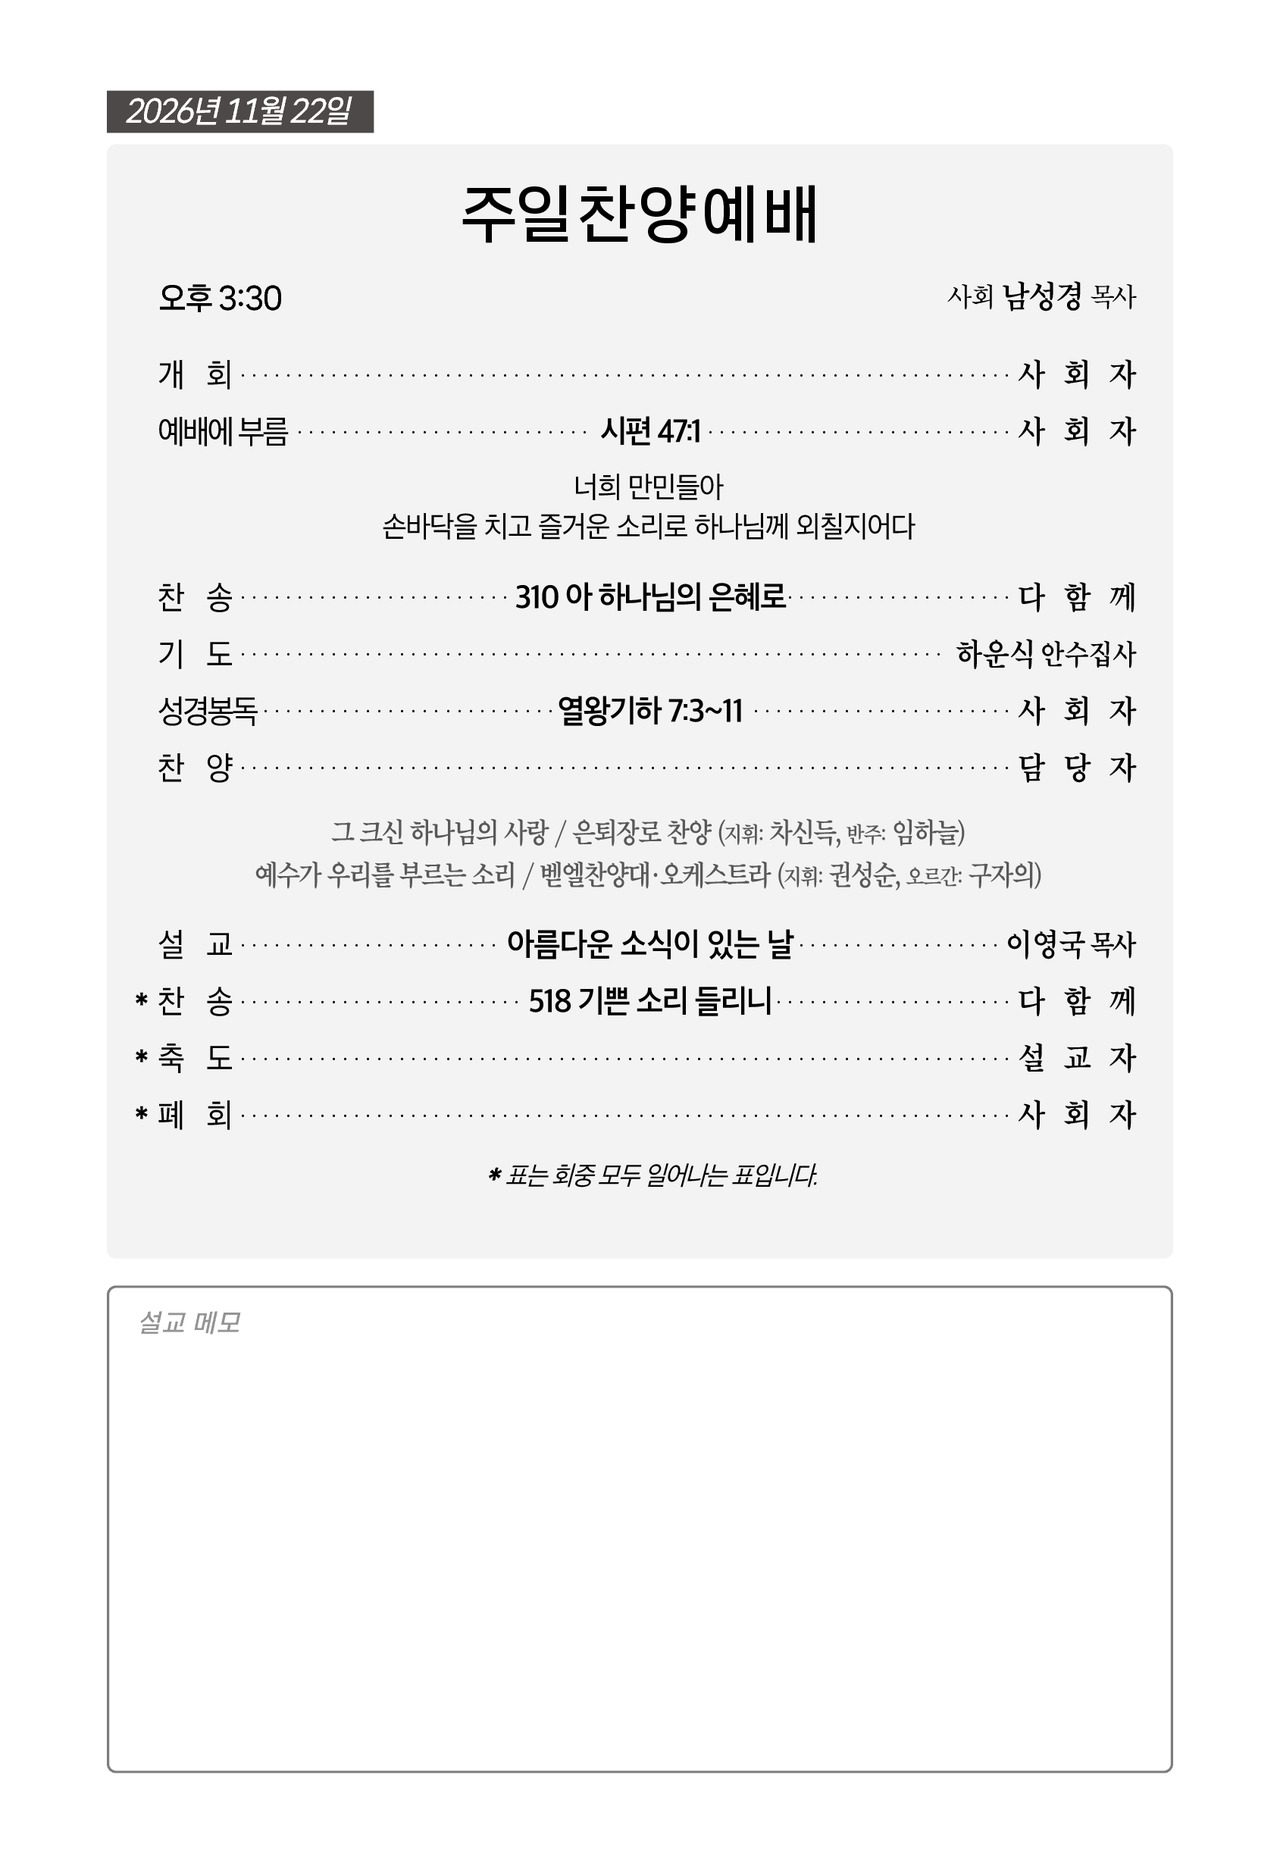 2026년 11월 22일
주일찬양예배
오후 3:30 사회 남성경 목사
개 회 사 회 자
예배에 부름 시편 47:1 사 회 자
너희 만민들아
손바닥을 치고 즐거운 소리로 하나님께 외칠지어다
찬 송 310 아 하나님의 은혜로 다 함 께
기 도 하운식 안수집사
성경봉독 열왕기하 7:3~11 사 회 자
찬 양 담 당 자
그 크신 하나님의 사랑 / 은퇴장로 찬양 (지휘: 차신득, 반주: 임하늘)
예수가 우리를 부르는 소리 / 벧엘찬양대·오케스트라 (지휘: 권성순, 오르간: 구자의)
설 교 아름다운 소식이 있는 날 이영국 목사
* 찬 송 518 기쁜 소리 들리니 다 함 께
* 축 도 설 교 자
* 폐 회 사 회 자
* 표는 회중 모두 일어나는 표입니다.
설교 메모